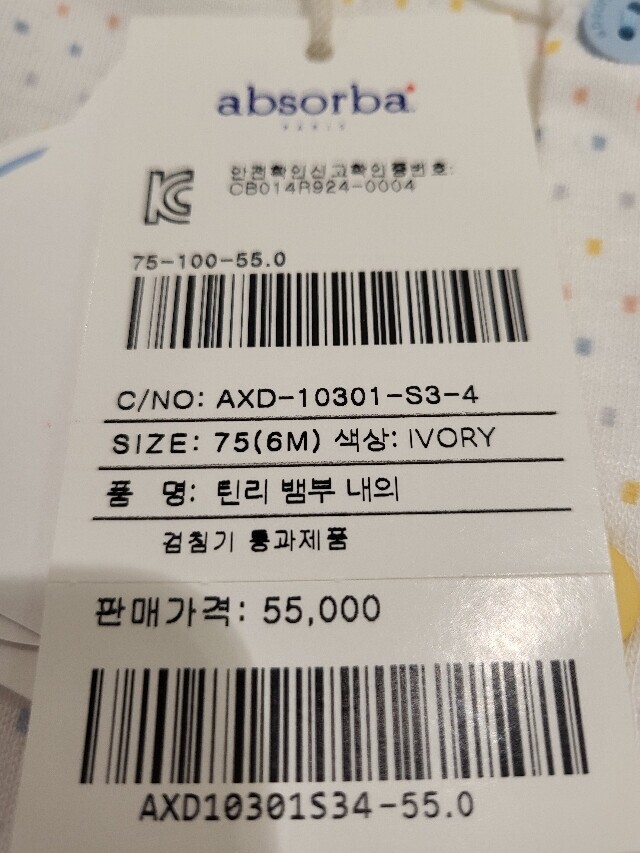 absorba
PARIS
안전확인신고확인증번호:
CB014R924-0004
75-100-55.0
C/NO: AXD-10301-S3-4
SIZE: 75(6M) 색상: IVORY
품 명: 틴리 뱀부 내의
검침기 통과제품
판매가격: 55,000
AXD10301S34-55.0